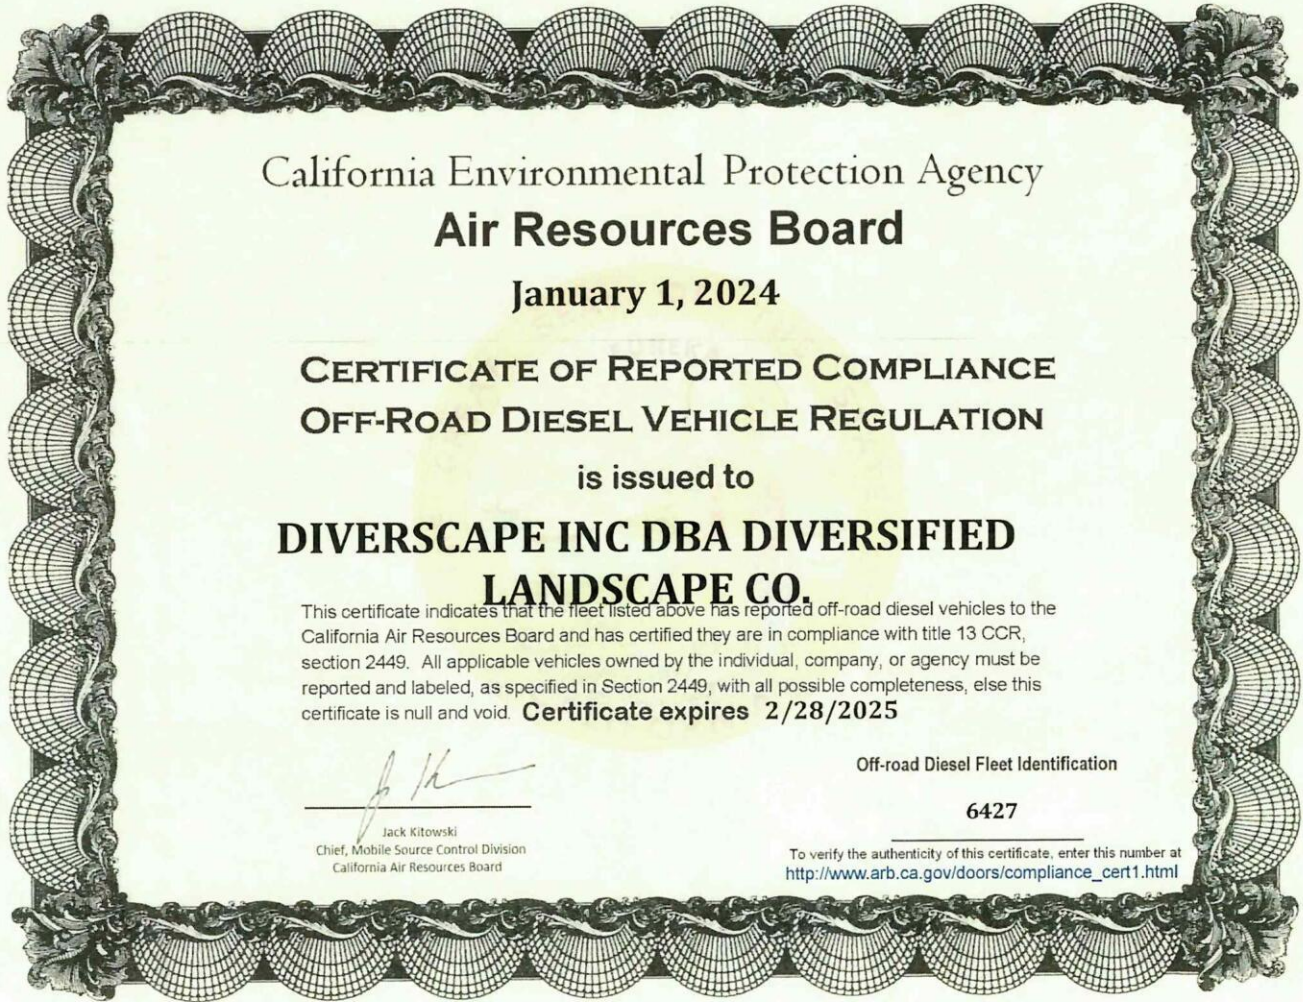 California Environmental Protection Agency
Air Resources Board
January 1, 2024
CERTIFICATE OF REPORTED COMPLIANCE
OFF-ROAD DIESEL VEHICLE REGULATION
is issued to
DIVERSCAPE INC DBA DIVERSIFIED
LANDSCAPE CO.
This certificate indicates that the fleet listed above has reported off-road diesel vehicles to the
California Air Resources Board and has certified they are in compliance with title 13 CCR,
section 2449. All applicable vehicles owned by the individual, company, or agency must be
reported and labeled, as specified in Section 2449, with all possible completeness, else this
certificate is null and void. Certificate expires 2/28/2025
Jack Kitowski
Chief, Mobile Source Control Division
California Air Resources Board
Off-road Diesel Fleet Identification
6427
To verify the authenticity of this certificate, enter this number at
http://www.arb.ca.gov/doors/compliance_cert1.html